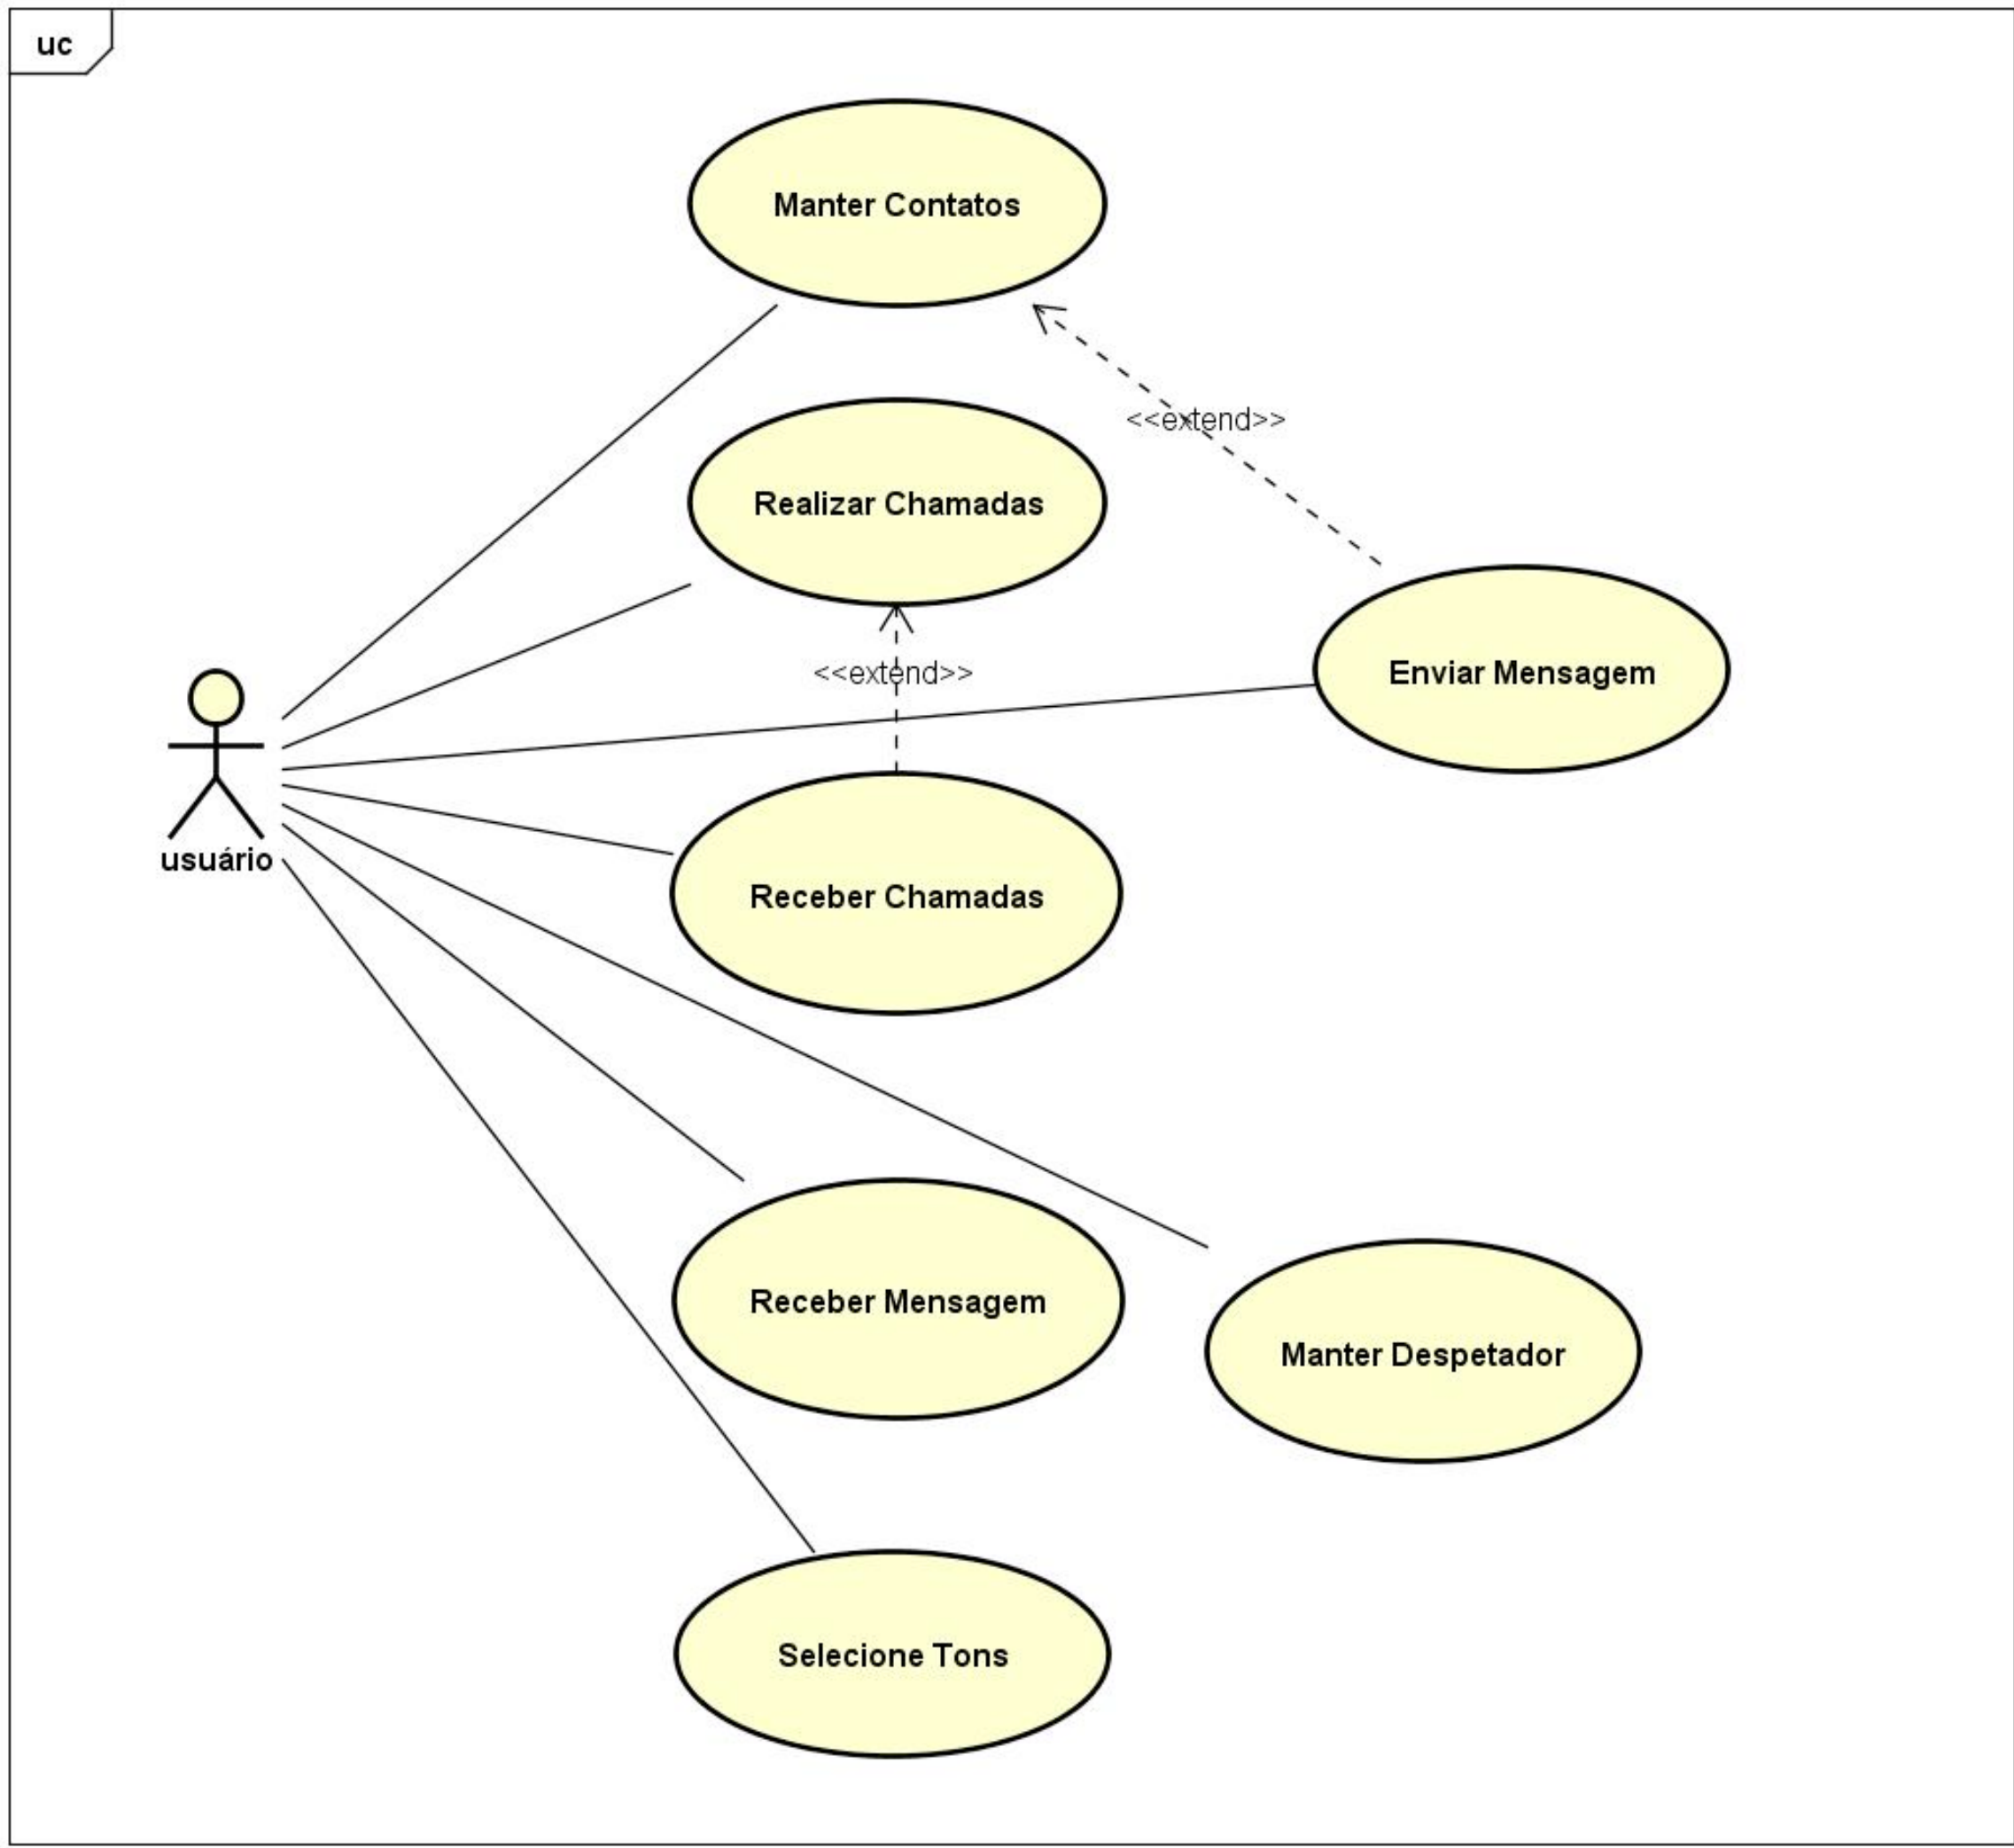 uc
Manter Contatos
<<extend>>
Realizar Chamadas
<<extend>>
Enviar Mensagem
usuário
Receber Chamadas
Receber Mensagem
Manter Despetador
Selecione Tons